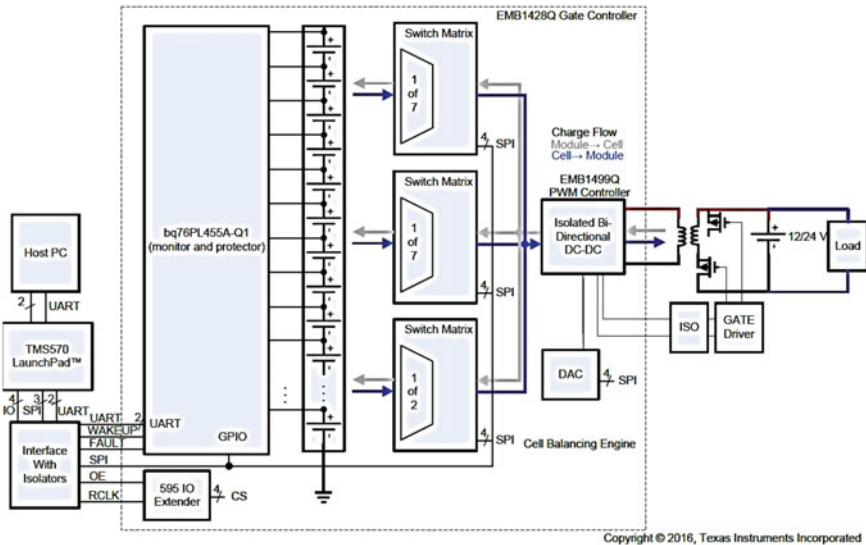 EMB1428Q Gate Controller
Switch Matrix
1
of
7
4
SPI
Charge Flow
Module→ Cell
Cell→ Module
EMB1499Q
PWM Controller
bq76PL455A-Q1
(monitor and protector)
Switch Matrix
1
of
7
4
SPI
Isolated Bi-
Directional
DC-DC
12/24 V
Load
Host PC
2
UART
TMS570
LaunchPad™
ISO
GATE
Driver
Switch Matrix
1
of
2
4
SPI
DAC
4
SPI
4
IO
3
SPI
2
UART
UART
2
UART
WAKEUP
FAULT
GPIO
Cell Balancing Engine
Interface
With
Isolators
SPI
OE
RCLK
595 IO
Extender
4
CS
Copyright © 2016, Texas Instruments Incorporated